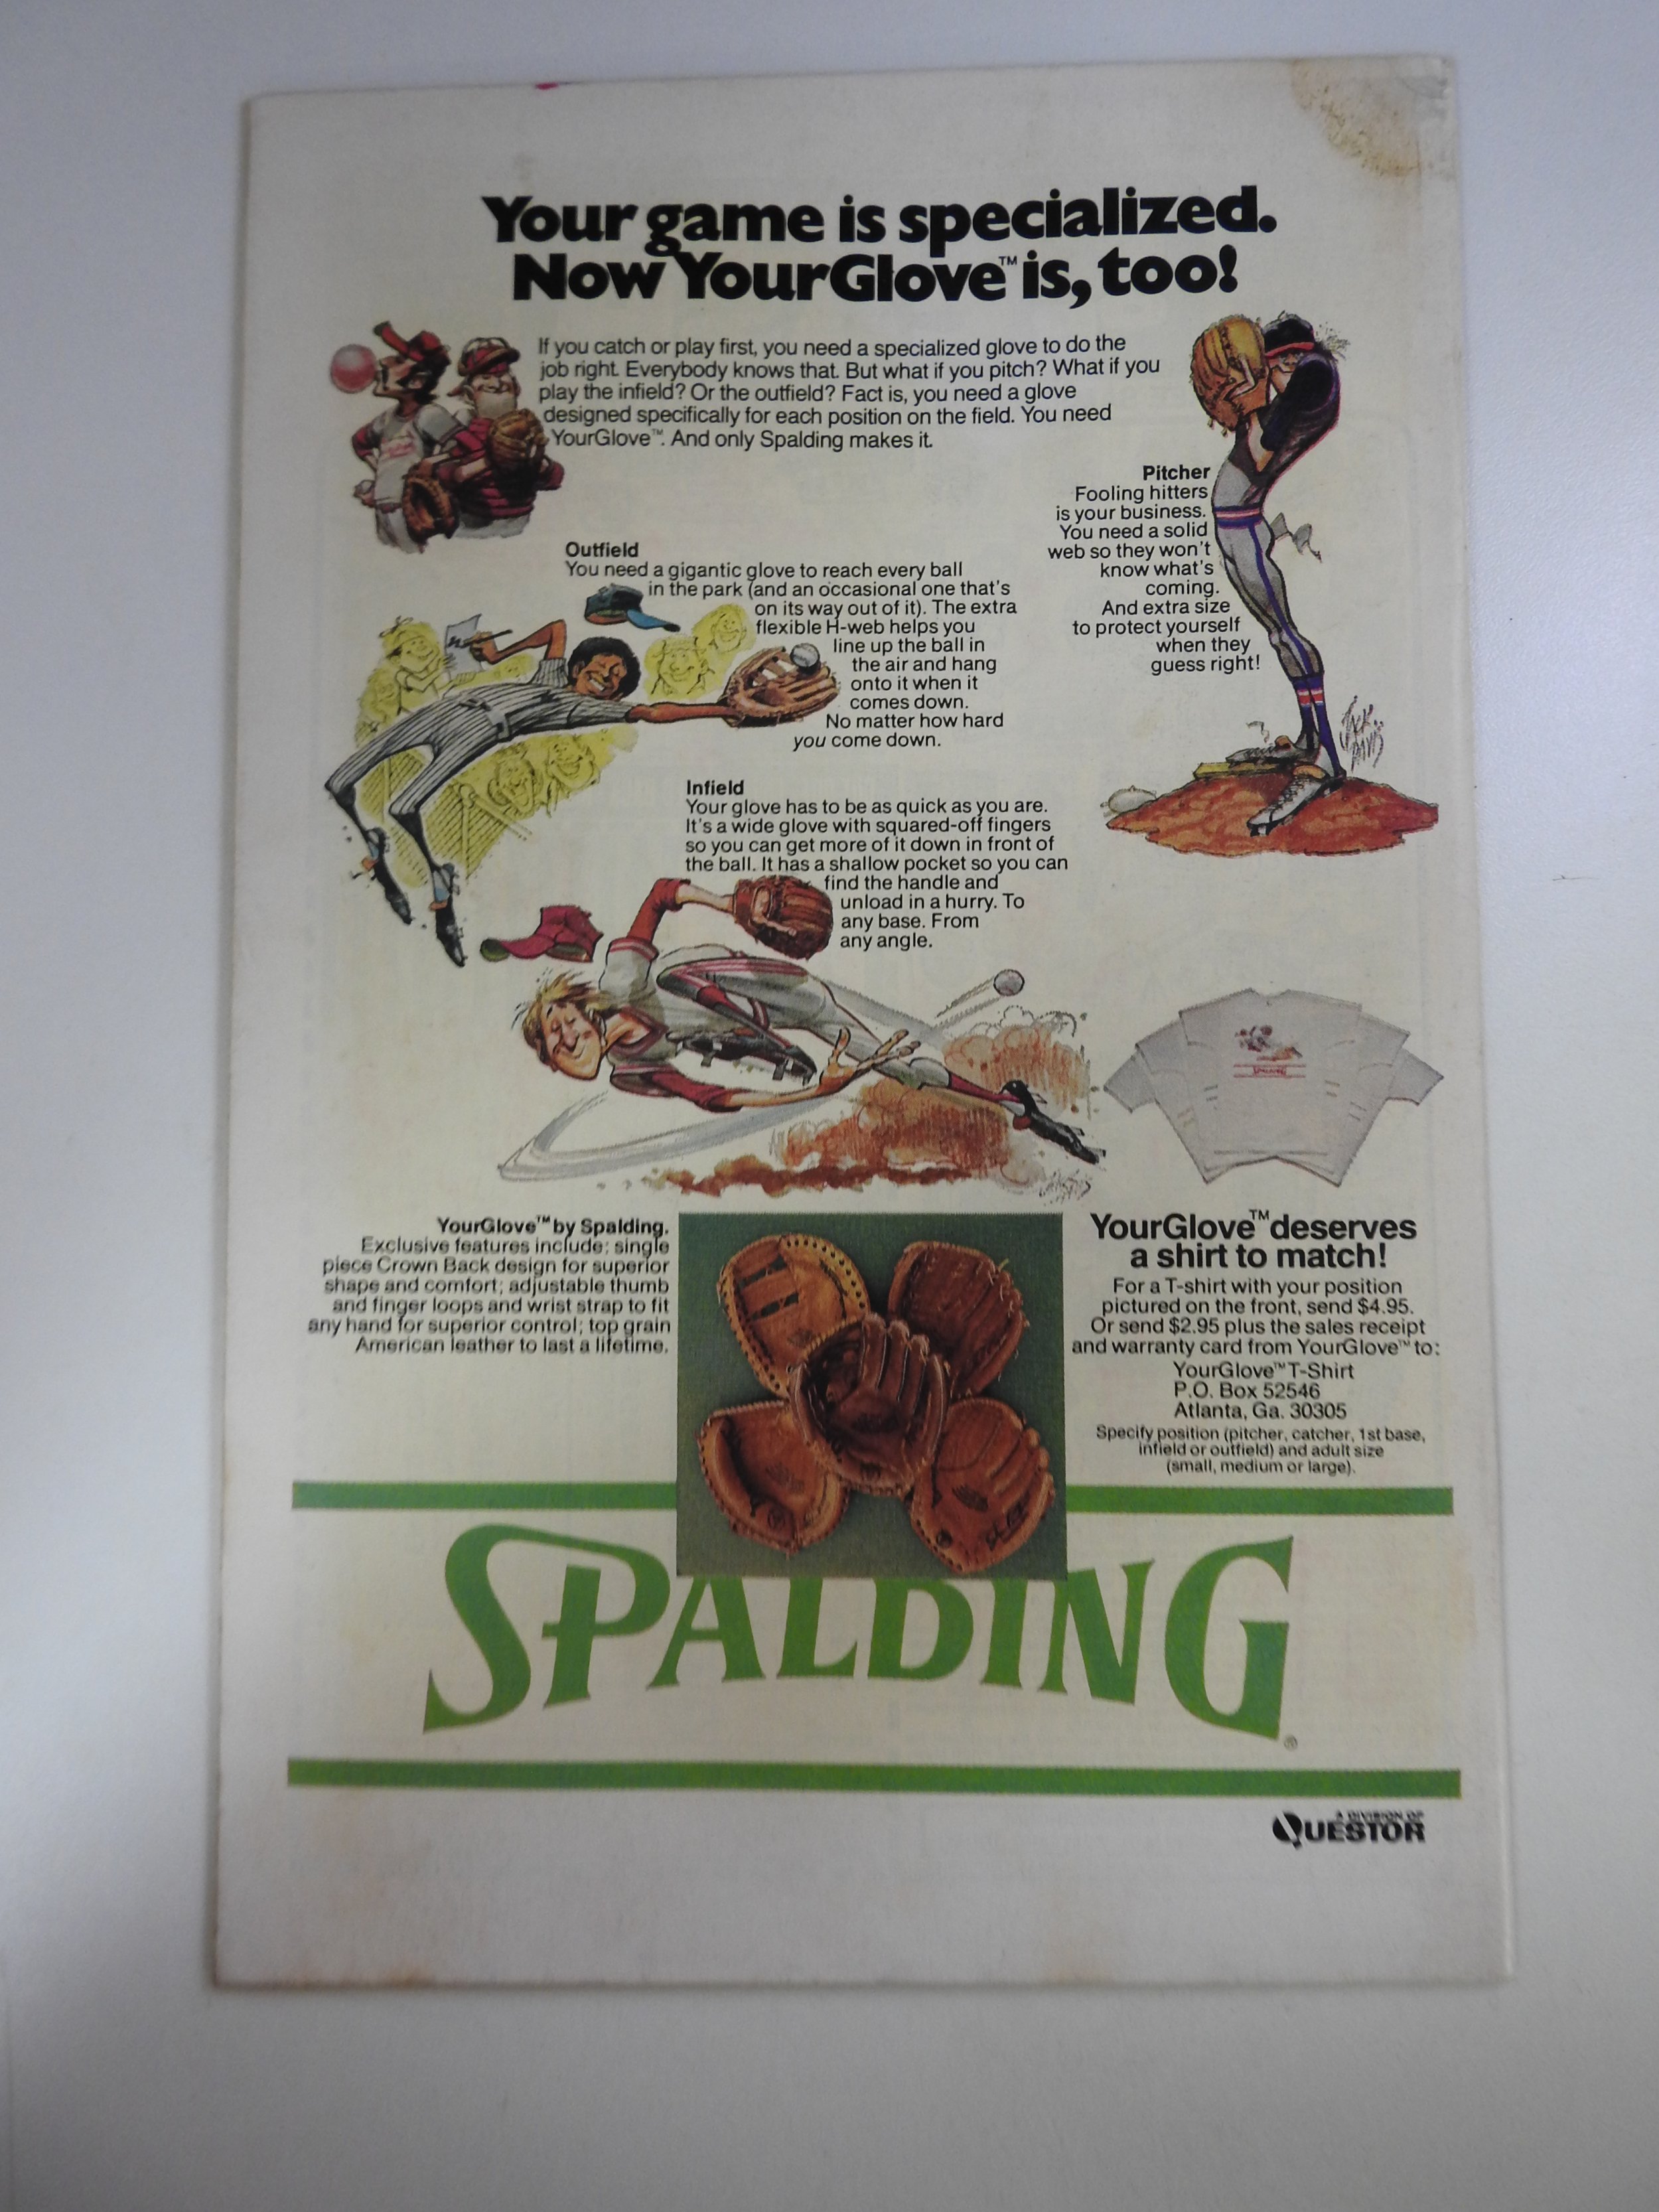 Your game is specialized.
Now YourGlove™ is, too!
If you catch or play first, you need a specialized glove to do the
job right. Everybody knows that. But what if you pitch? What if you
play the infield? Or the outfield? Fact is, you need a glove
designed specifically for each position on the field. You need
YourGlove™. And only Spalding makes it.
Pitcher
Fooling hitters
is your business.
You need a solid
web so they won't
know what's
coming.
And extra size
to protect yourself
when they
guess right!
Outfield
You need a gigantic glove to reach every ball
in the park (and an occasional one that's
on its way out of it). The extra
flexible H-web helps you
line up the ball in
the air and hang
onto it when it
comes down.
No matter how hard
you come down.
JACK
DAVIS
Infield
Your glove has to be as quick as you are.
It's a wide glove with squared-off fingers
so you can get more of it down in front of
the ball. It has a shallow pocket so you can
find the handle and
unload in a hurry. To
any base. From
any angle.
SPALDING
YourGlove™ by Spalding.
Exclusive features include: single
piece Crown Back design for superior
shape and comfort; adjustable thumb
and finger loops and wrist strap to fit
any hand for superior control; top grain
American leather to last a lifetime.
YourGlove™ deserves
a shirt to match!
For a T-shirt with your position
pictured on the front, send $4.95.
Or send $2.95 plus the sales receipt
and warranty card from YourGlove™ to:
YourGlove™ T-Shirt
P.O. Box 52546
Atlanta, Ga. 30305
Specify position (pitcher, catcher, 1st base,
infield or outfield) and adult size
(small, medium or large).
SPALDING®
A DIVISION OF
QUESTOR